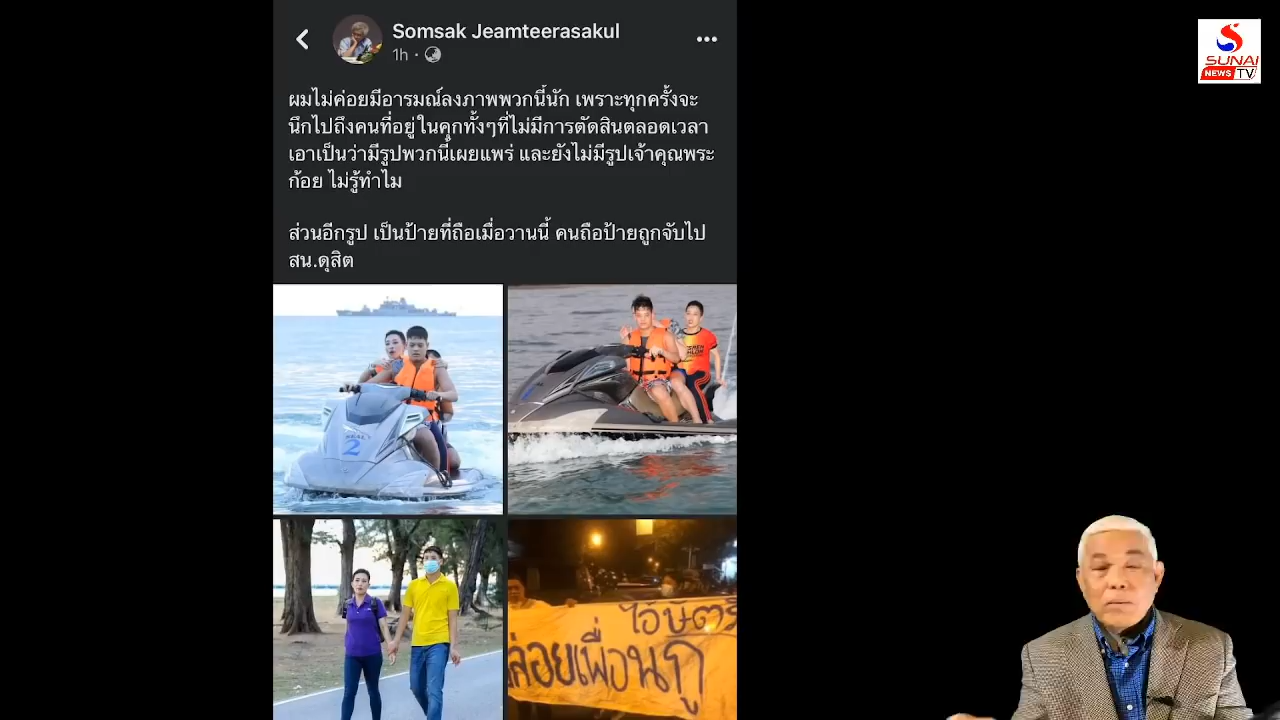 Somsak Jeamteerasakul
1h
ผมไม่ค่อยมีอารมณ์ลงภาพพวกนี้นัก เพราะทุกครั้งจะ
นึกไปถึงคนที่อยู่ในคุกทั้งๆที่ไม่มีการตัดสินตลอดเวลา
เอาเป็นว่ามีรูปพวกนี้เผยแพร่ และยังไม่มีรูปเจ้าคุณพระ
ก้อย ไม่รู้ทำไม
ส่วนอีกรูป เป็นป้ายที่ถือเมื่อวานนี้ คนถือป้ายถูกจับไป
สน.ดุสิต
2
ล่อยเพื่อนกู
SUNAI
NEWS TV